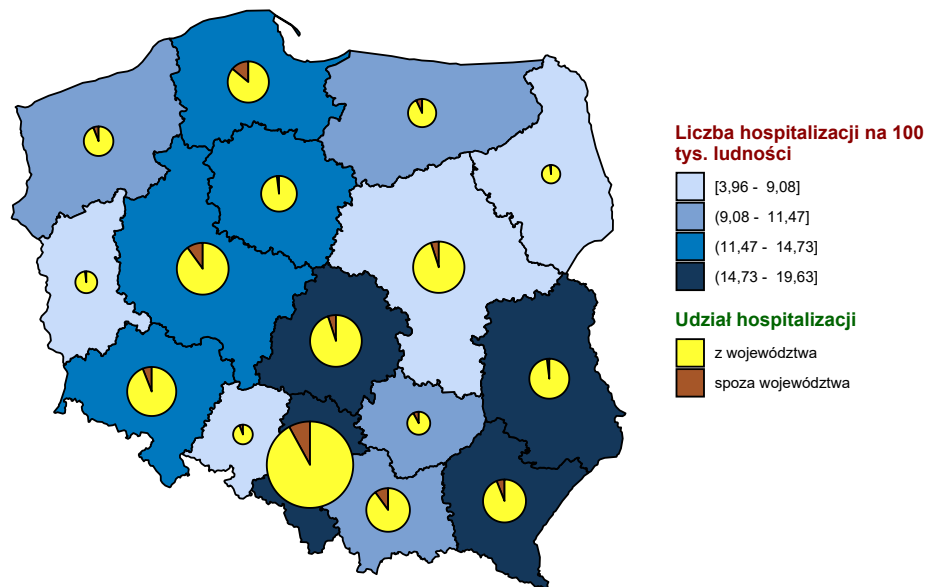 Liczba hospitalizacji na 100
tys. ludności
[3,96 - 9,08]
(9,08 - 11,47]
(11,47 - 14,73]
(14,73 - 19,63]
Udział hospitalizacji
z województwa
spoza województwa